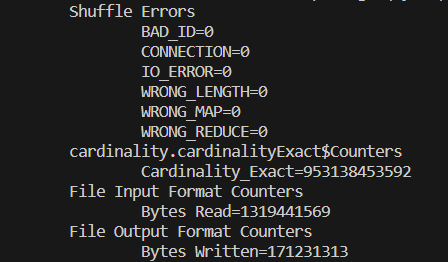 Shuffle Errors
BAD_ID=0
CONNECTION=0
IO_ERROR=0
WRONG_LENGTH=0
WRONG_MAP=0
WRONG_REDUCE=0
cardinality.cardinalityExact$Counters
Cardinality_Exact=953138453592
File Input Format Counters
Bytes Read=1319441569
File Output Format Counters
Bytes Written=171231313